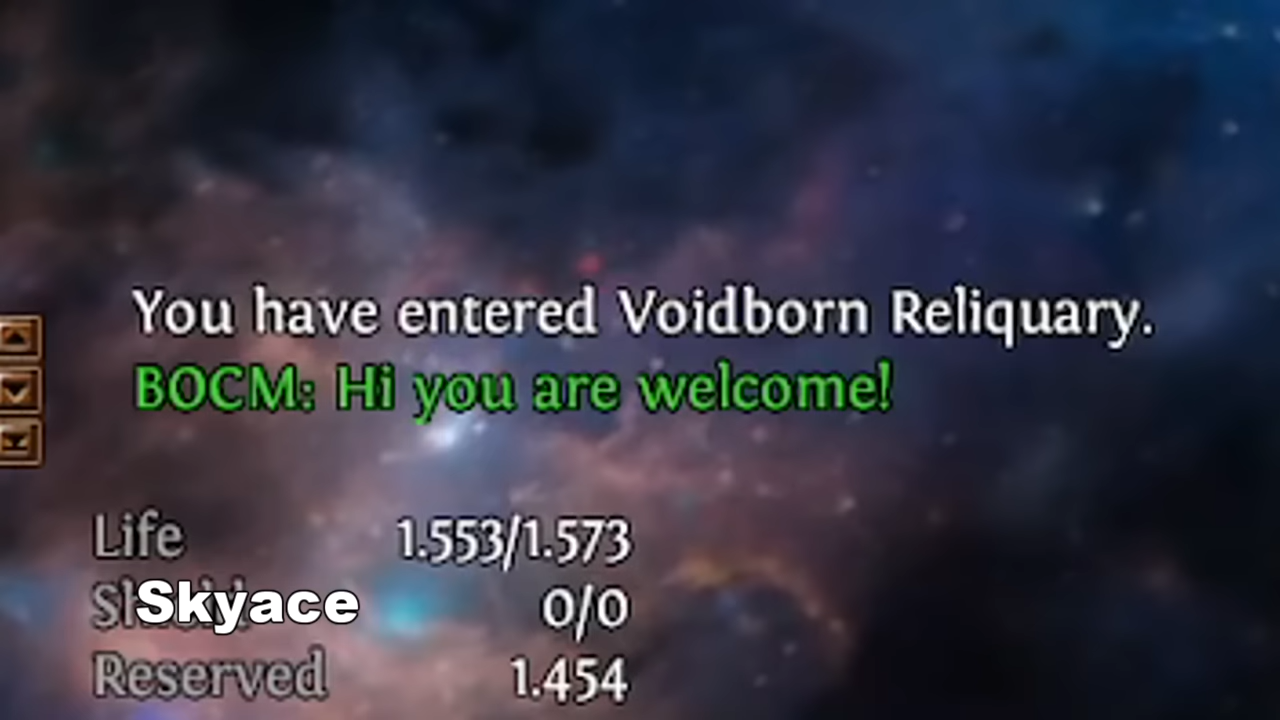 You have entered Voidborn Reliquary.
BOCM: Hi you are welcome!
Life 1.553/1.573
Skyace 0/0
Reserved 1.454